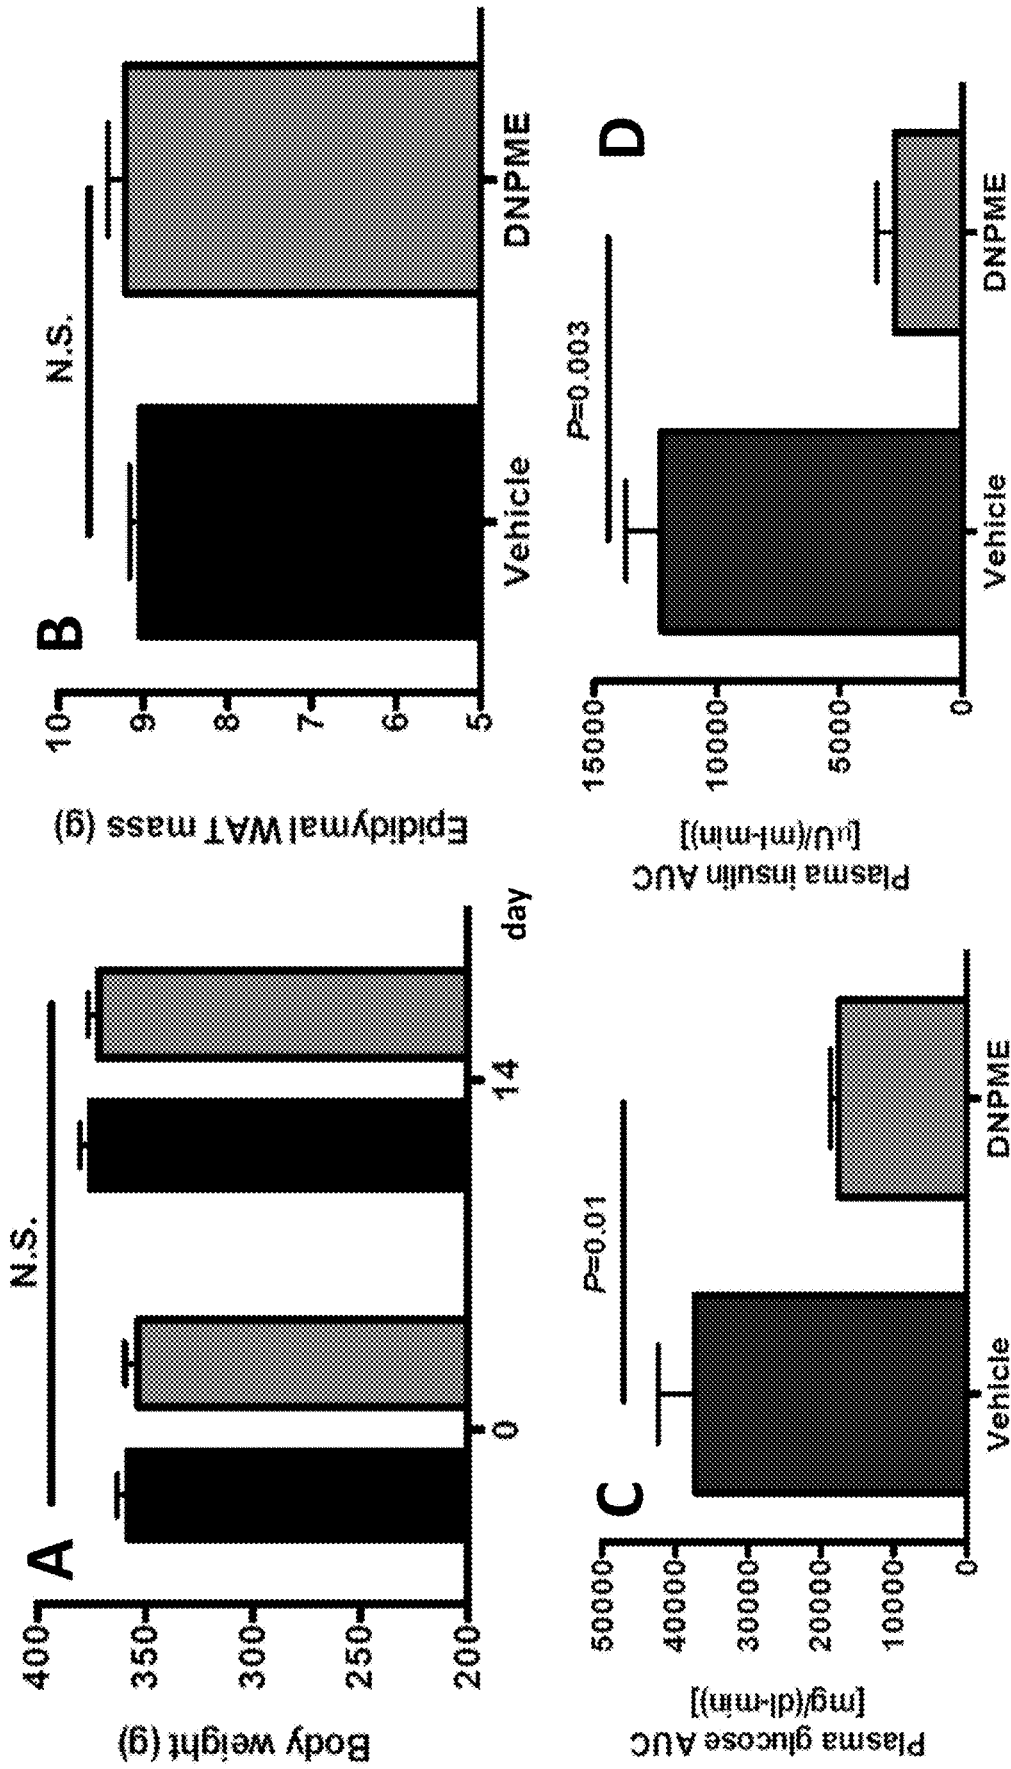 A
N.S.
Body weight (g)
400
350
300
250
200
0
14
day
B
N.S.
Epididymal WAT mass (g)
10
9
8
7
6
5
Vehicle
DNPME
C
P=0.01
Plasma glucose AUC
[mg/(dl-min)]
50000
40000
30000
20000
10000
0
Vehicle
DNPME
D
P=0.003
Plasma insulin AUC
[μU/(ml-min)]
15000
10000
5000
0
Vehicle
DNPME